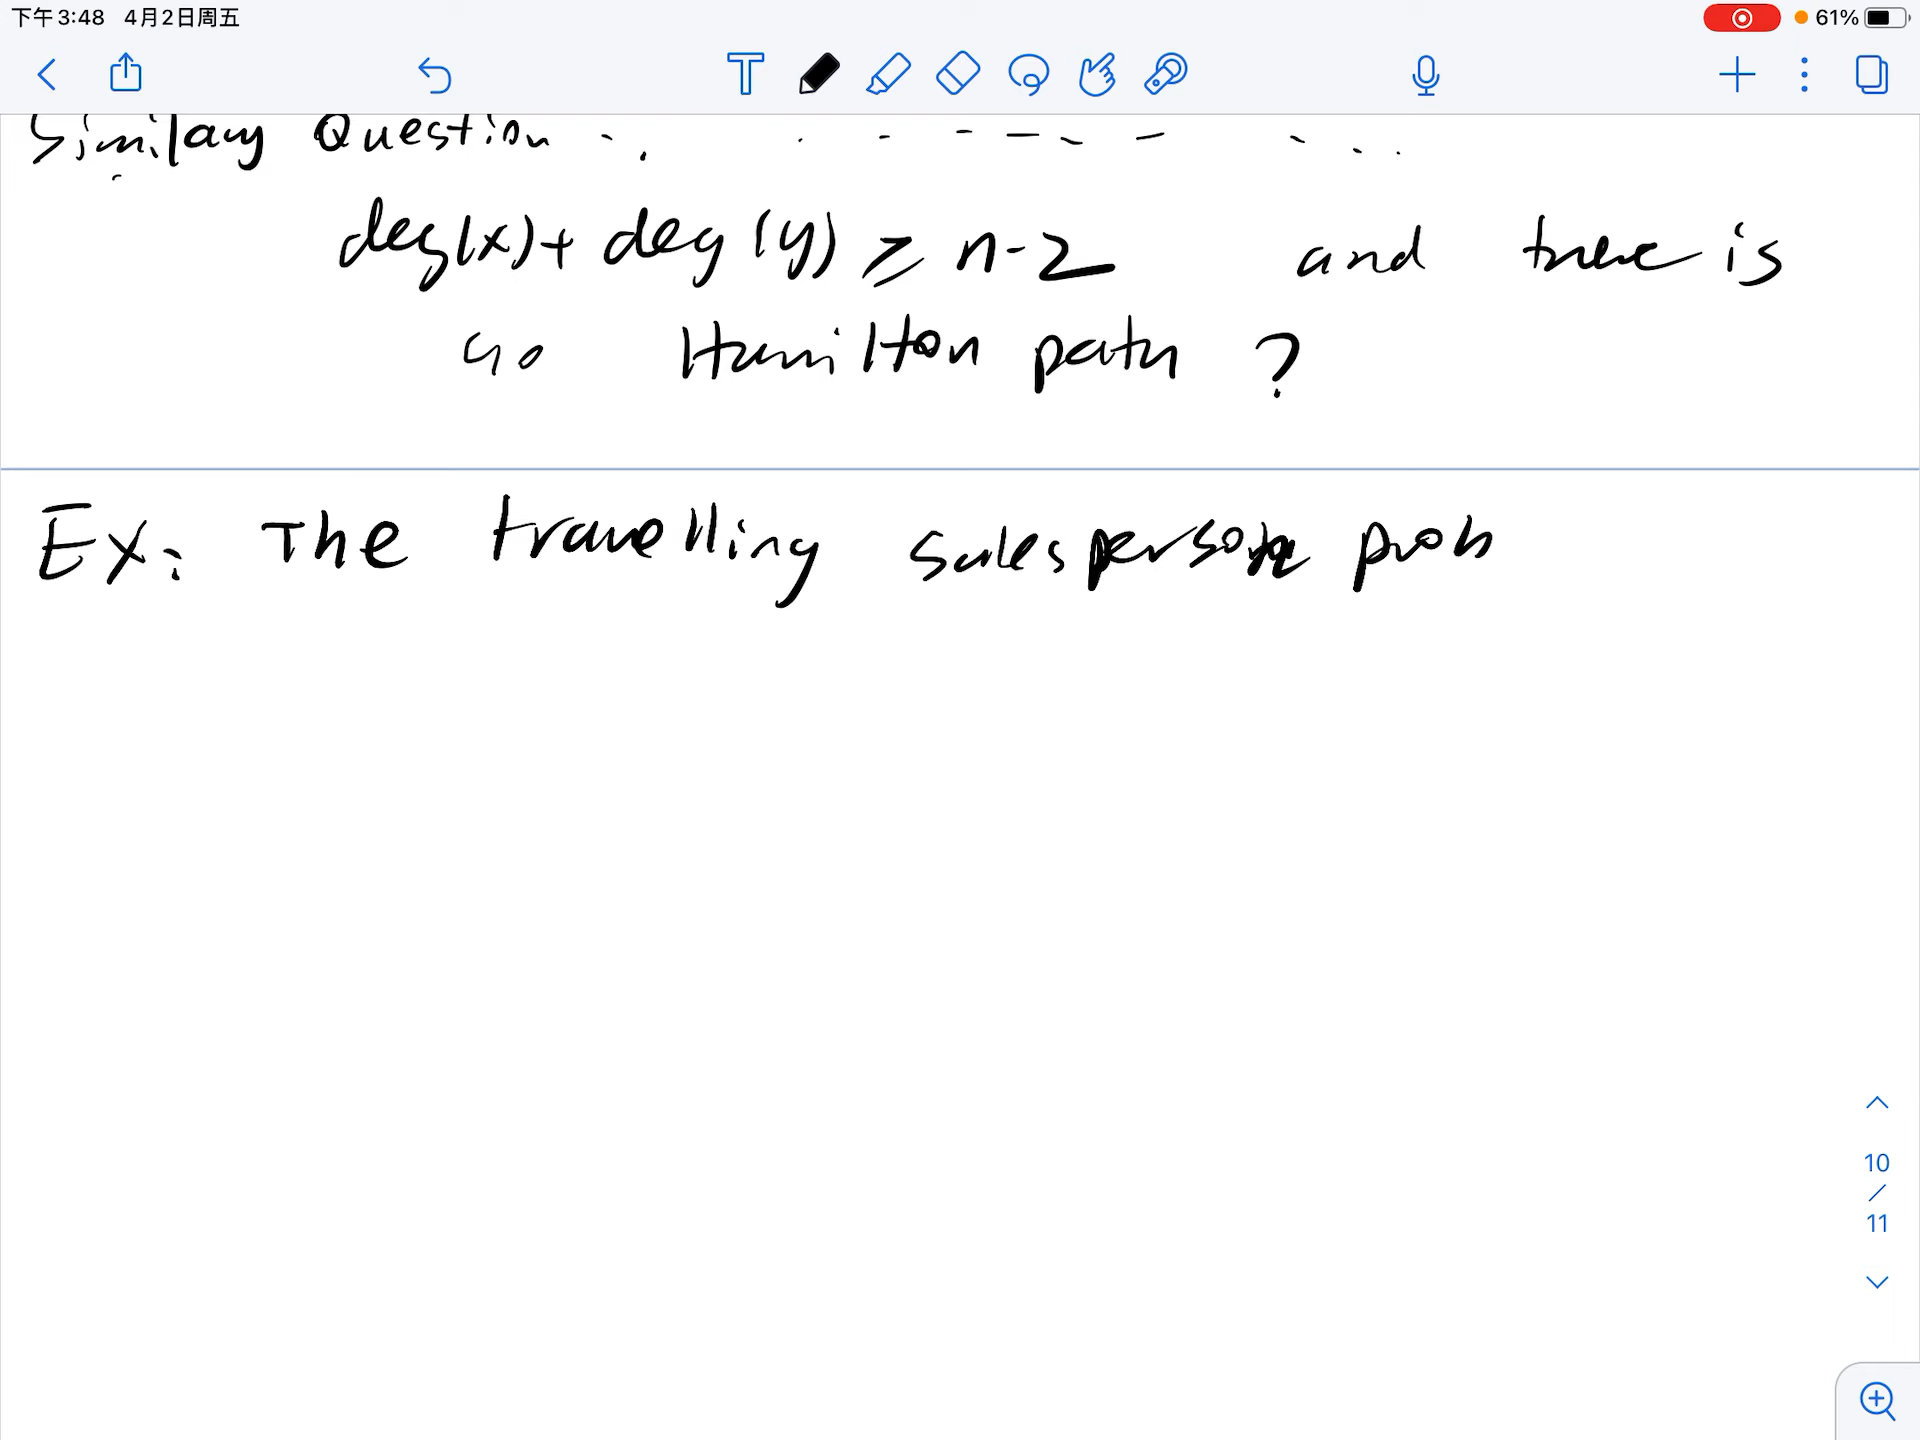 下午3:48 4月2日周五
61%
Similary Question
deg(x)+ deg(y) ≥ n-2 and there is
no Hamilton path ?
Ex: The travelling salesperson prob
10
/
11